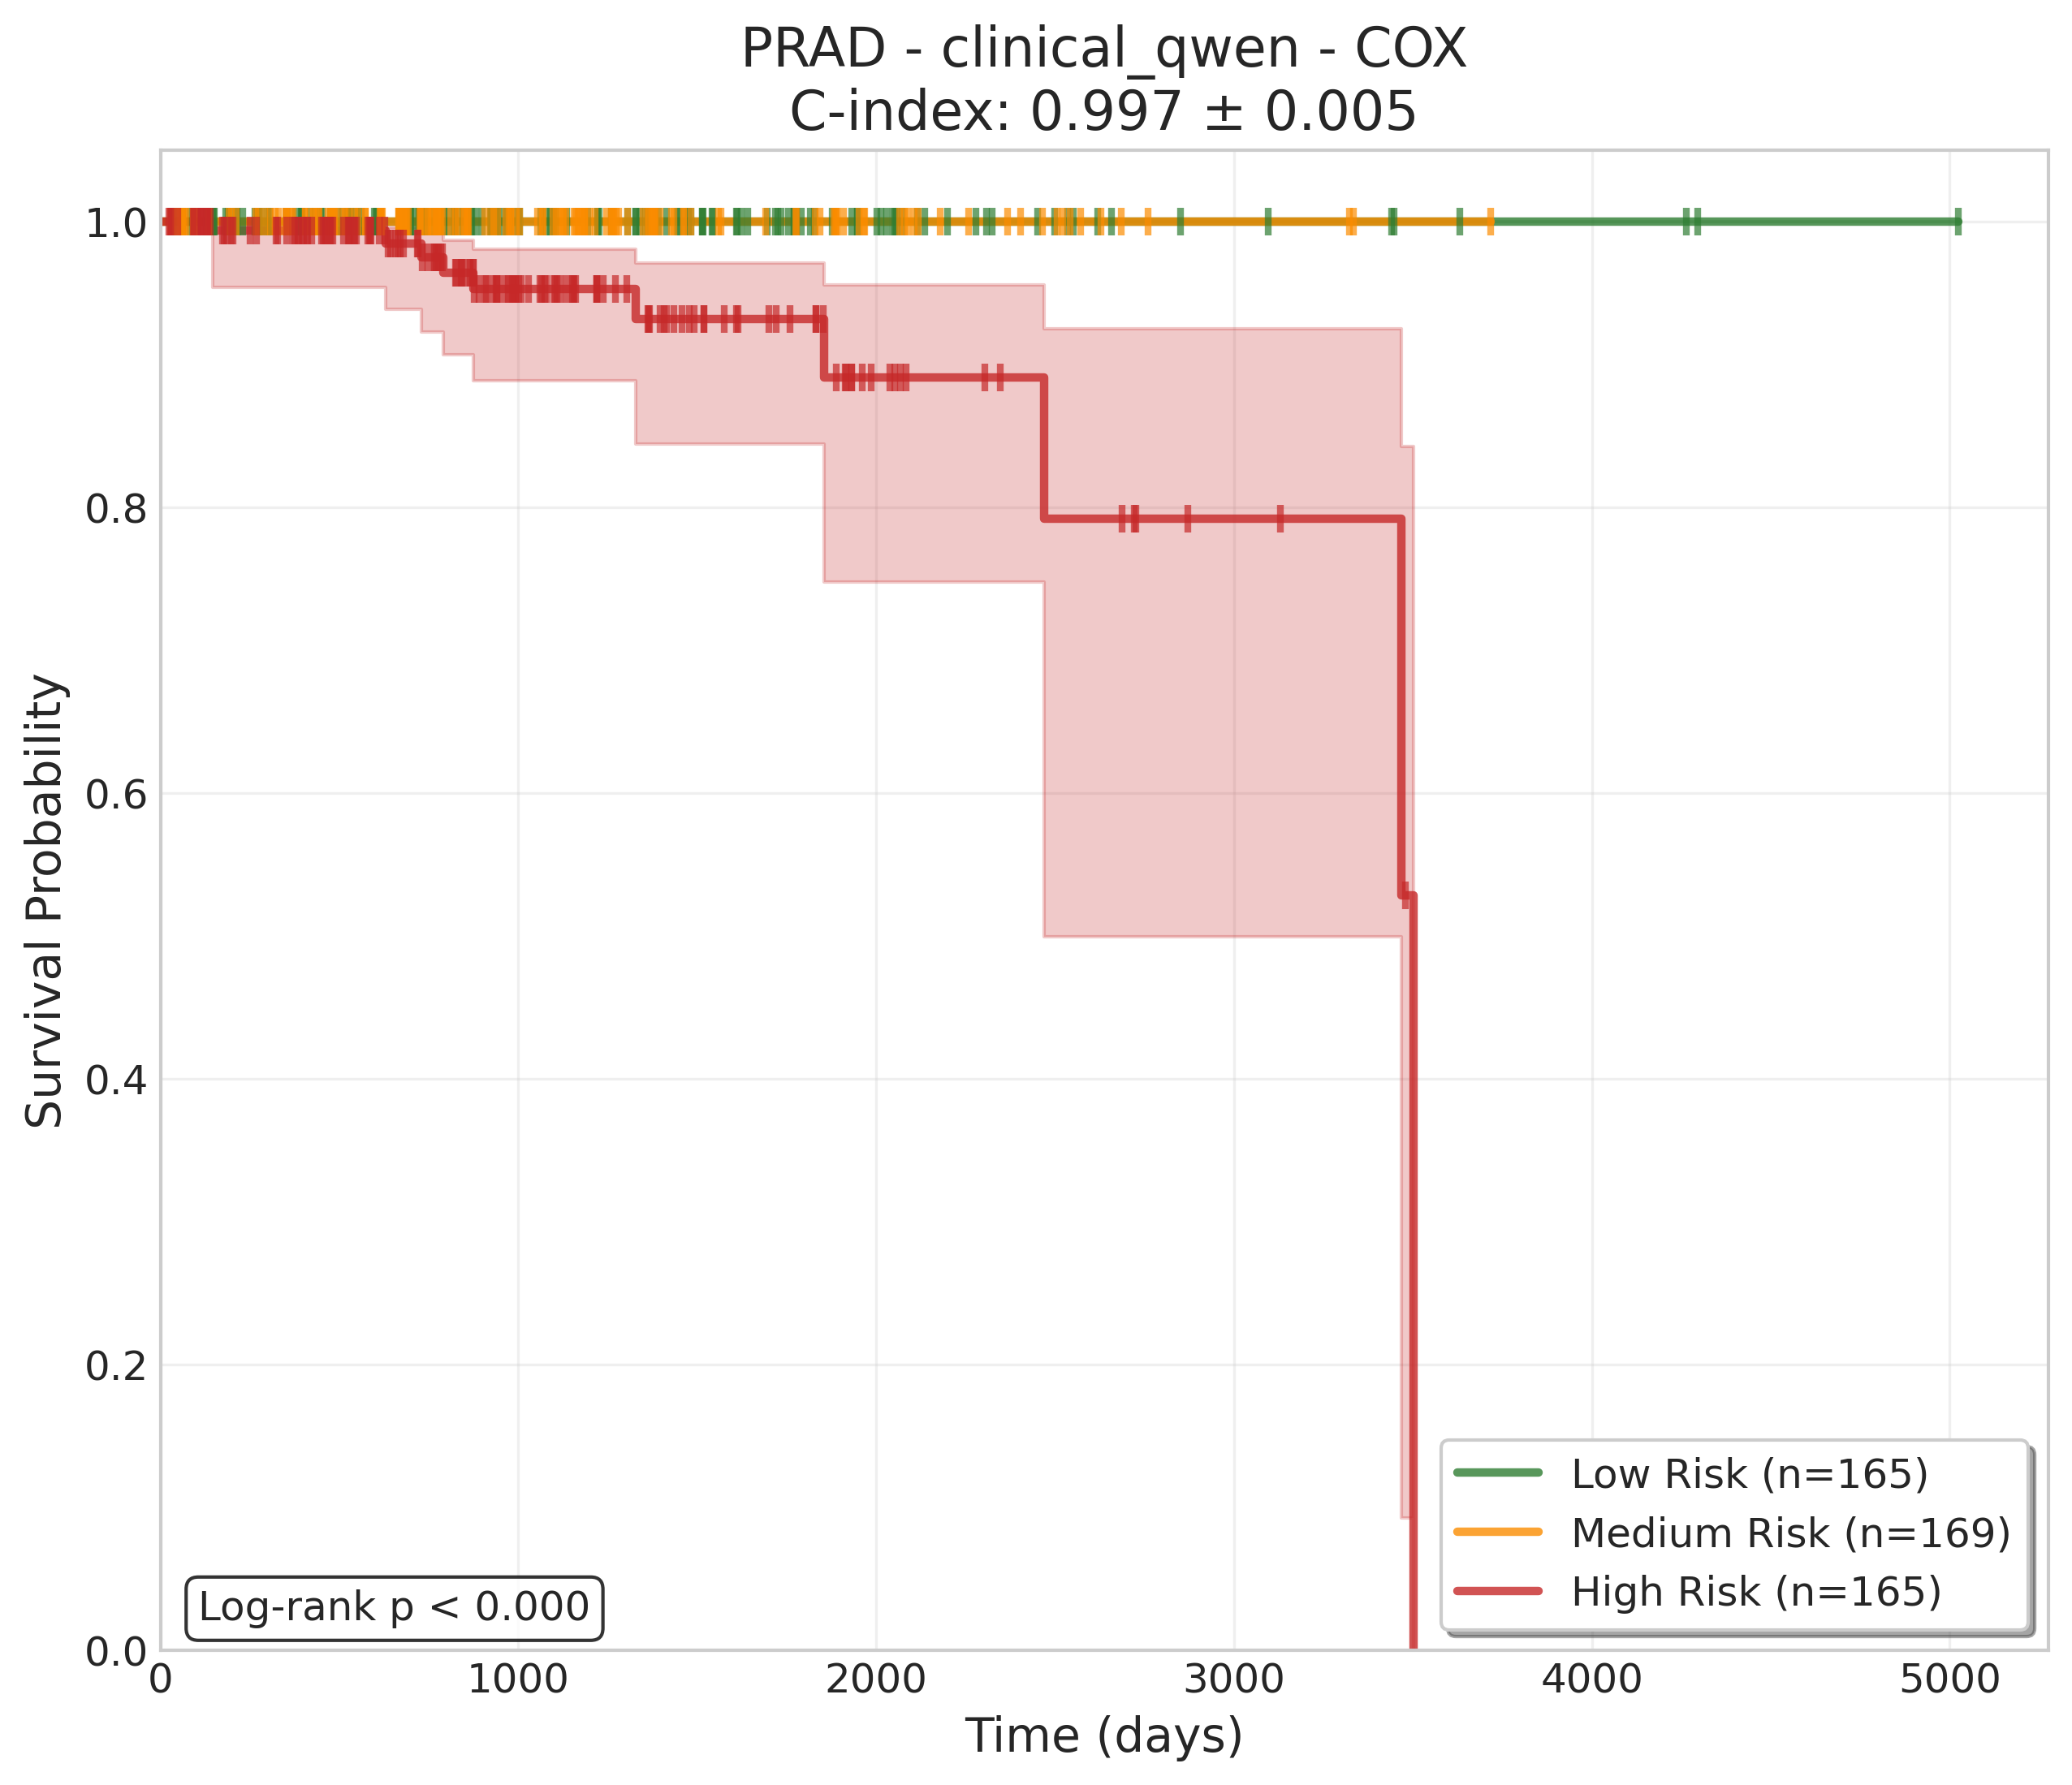 PRAD - clinical_qwen - COX
C-index: 0.997 ± 0.005
Survival Probability
1.0
0.8
0.6
0.4
0.2
0.0
Log-rank p < 0.000
Low Risk (n=165)
Medium Risk (n=169)
High Risk (n=165)
0 1000 2000 3000 4000 5000
Time (days)